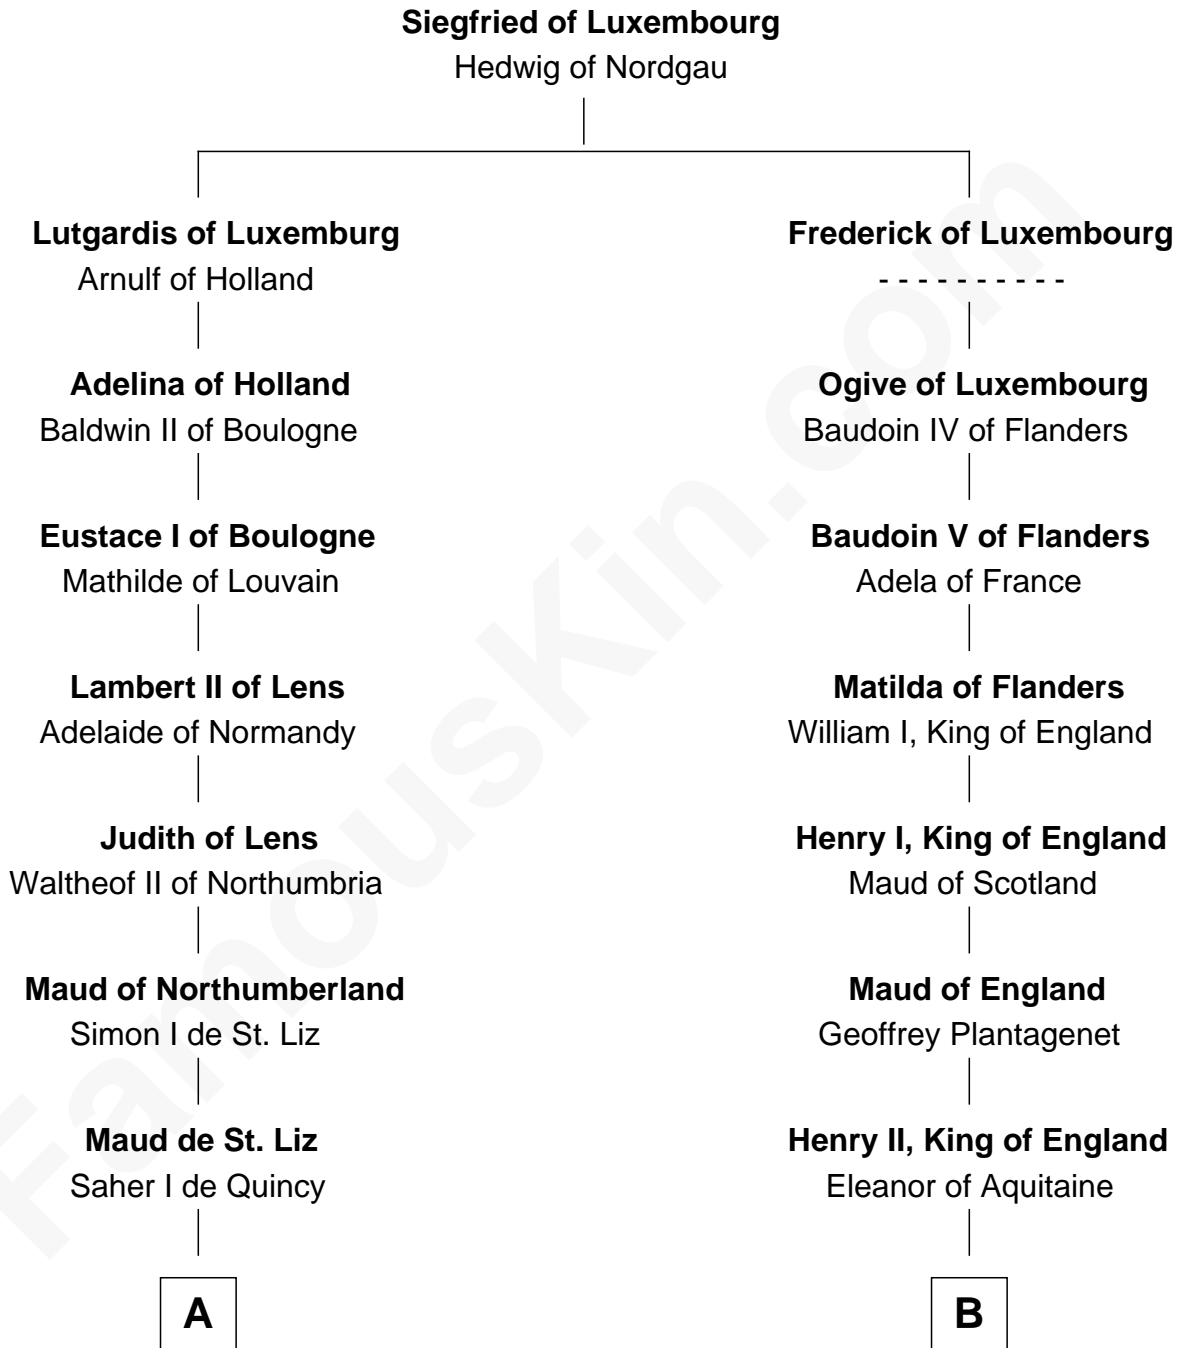 Siegfried of Luxembourg
Hedwig of Nordgau
Lutgardis of Luxemburg
Arnulf of Holland
Frederick of Luxembourg
- - - - - - - - - -
Adelina of Holland
Baldwin II of Boulogne
Ogive of Luxembourg
Baudoin IV of Flanders
Eustace I of Boulogne
Mathilde of Louvain
Baudoin V of Flanders
Adela of France
Lambert II of Lens
Adelaide of Normandy
Matilda of Flanders
William I, King of England
Judith of Lens
Waltheof II of Northumbria
Henry I, King of England
Maud of Scotland
Maud of Northumberland
Simon I de St. Liz
Maud of England
Geoffrey Plantagenet
Maud de St. Liz
Saher I de Quincy
Henry II, King of England
Eleanor of Aquitaine
A
B
FamousKin.com